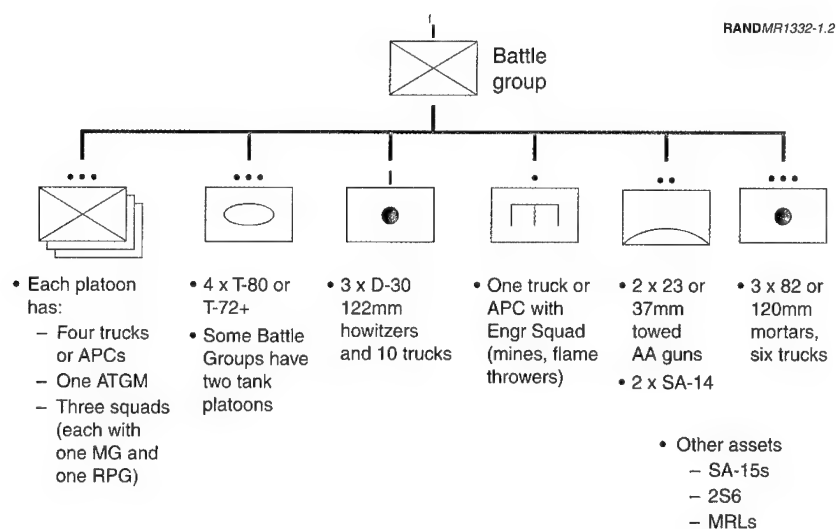 RANDMR1332-1.2
Battle
group
• Each platoon
has:
– Four trucks
or APCs
– One ATGM
– Three squads
(each with
one MG and
one RPG)
• 4 x T-80 or
T-72+
• Some Battle
Groups have
two tank
platoons
• 3 x D-30
122mm
howitzers
and 10 trucks
• One truck or
APC with
Engr Squad
(mines, flame
throwers)
• 2 x 23 or
37mm
towed
AA guns
• 2 x SA-14
• 3 x 82 or
120mm
mortars,
six trucks
• Other assets
– SA-15s
– 2S6
– MRLs